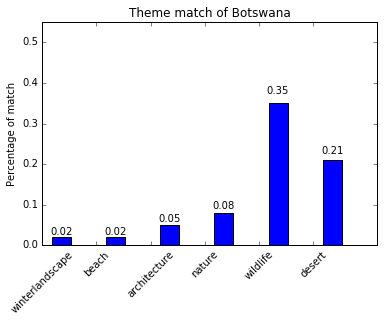 Theme match of Botswana
Percentage of match
0.5
0.4
0.3
0.2
0.1
0.0
0.02
0.02
0.05
0.08
0.35
0.21
winterlandscape
beach
architecture
nature
wildlife
desert